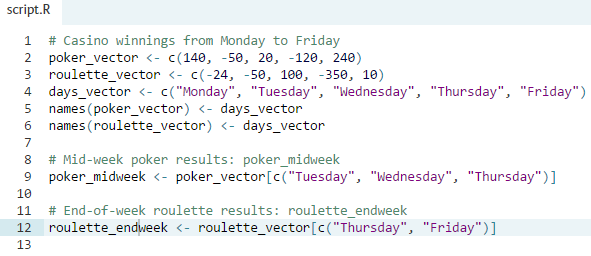 script.R
1 # Casino winnings from Monday to Friday
2 poker_vector <- c(140, -50, 20, -120, 240)
3 roulette_vector <- c(-24, -50, 100, -350, 10)
4 days_vector <- c("Monday", "Tuesday", "Wednesday", "Thursday", "Friday")
5 names(poker_vector) <- days_vector
6 names(roulette_vector) <- days_vector
7
8 # Mid-week poker results: poker_midweek
9 poker_midweek <- poker_vector[c("Tuesday", "Wednesday", "Thursday")]
10
11 # End-of-week roulette results: roulette_endweek
12 roulette_endweek <- roulette_vector[c("Thursday", "Friday")]
13